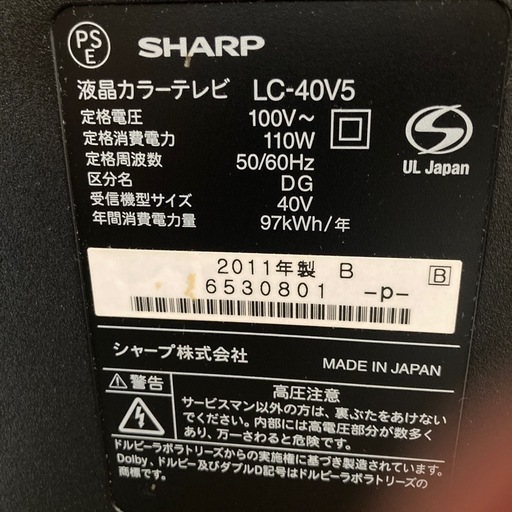 PS
E
SHARP
液晶カラーテレビ LC-40V5
定格電圧 100V〜
定格消費電力 110W
定格周波数 50/60Hz
区分名 DG
受信機型サイズ 40V
年間消費電力量 97kWh/年
S
UL Japan
2011年製 B
B
6530801 -p-
シャープ株式会社
MADE IN JAPAN
警告
高圧注意
サービスマン以外の方は、裏ぶたをあけない
でください。内部には高電圧部分が数多く
あり、万一さわると危険です。
ドルビーラボラトリーズからの実施権に基づき製造されています。
Dolby、ドルビー及びダブルD記号はドルビーラボラトリーズの
商標です。